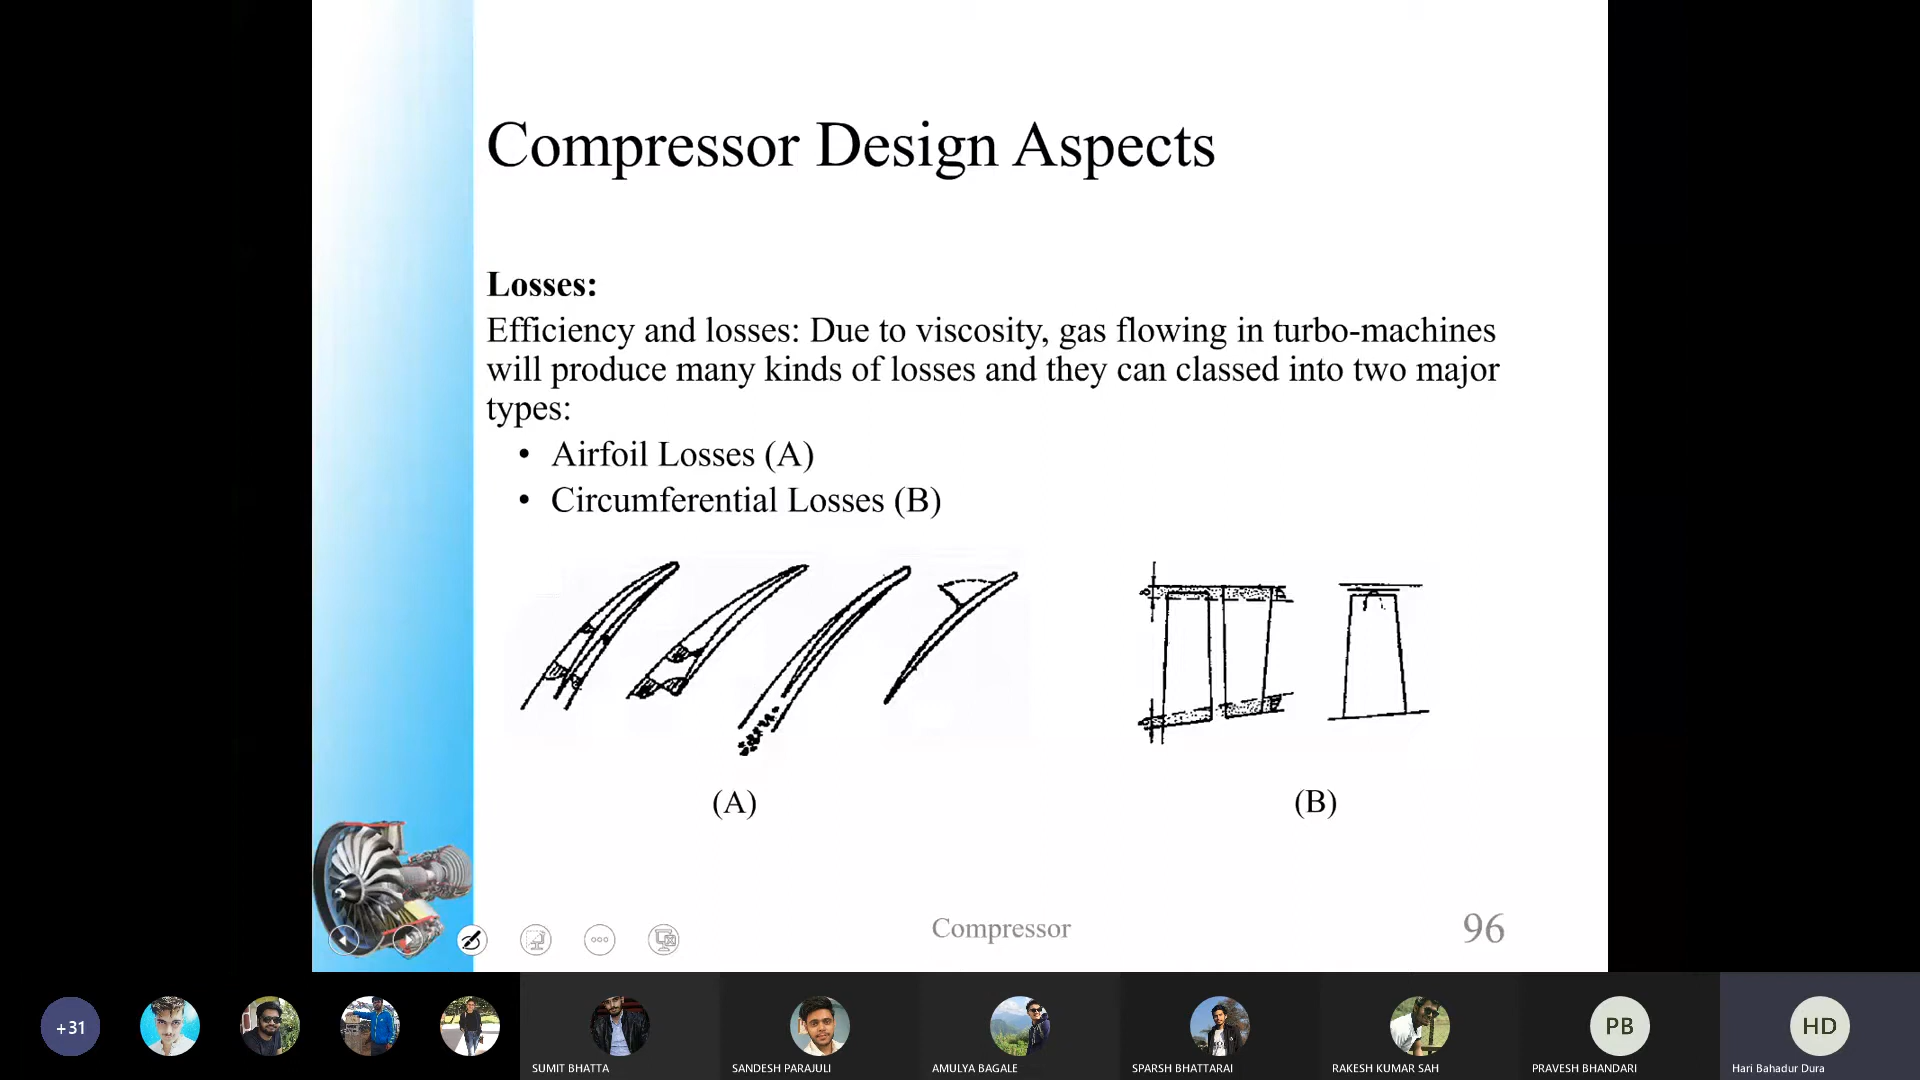 Compressor Design Aspects
Losses:
Efficiency and losses: Due to viscosity, gas flowing in turbo-machines
will produce many kinds of losses and they can classed into two major
types:
• Airfoil Losses (A)
• Circumferential Losses (B)
(A)
(B)
Compressor
96
+31
SUMIT BHATTA
SANDESH PARAJULI
AMULYA BAGALE
SPARSH BHATTARAI
RAKESH KUMAR SAH
PB
PRAVESH BHANDARI
HD
Hari Bahadur Dura